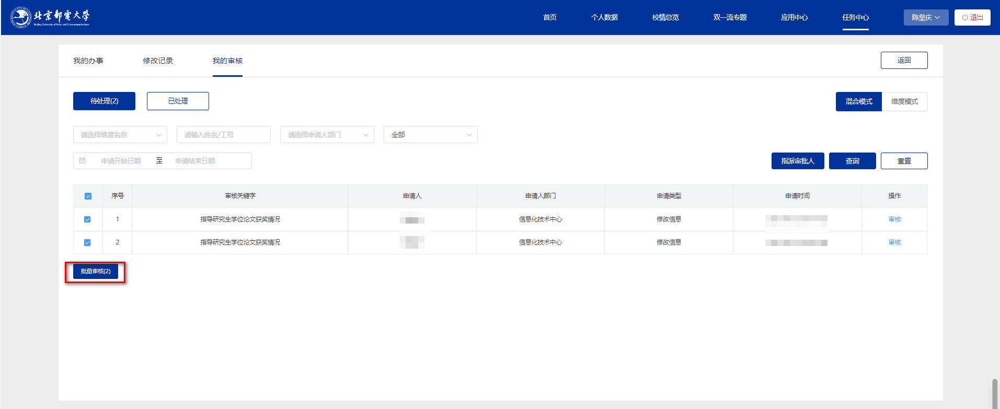 北京郵電大學
Beijing University of Posts and Telecommunications
首页 个人数据 校情总览 双一流专题 应用中心 任务中心 陈皇庆 退出
我的办事 修改记录 我的审核 返回
待处理(2) 已处理 混合模式 维度模式
请选择维度名称 请输入姓名/工号 请选择申请人部门 全部
申请开始日期 至 申请结束日期 指派审批人 查询 重置
序号 审核关键字 申请人 申请人部门 申请类型 申请时间 操作
1 指导研究生学位论文获奖情况 信息化技术中心 修改信息 审核
2 指导研究生学位论文获奖情况 信息化技术中心 修改信息 审核
批量审核(2)